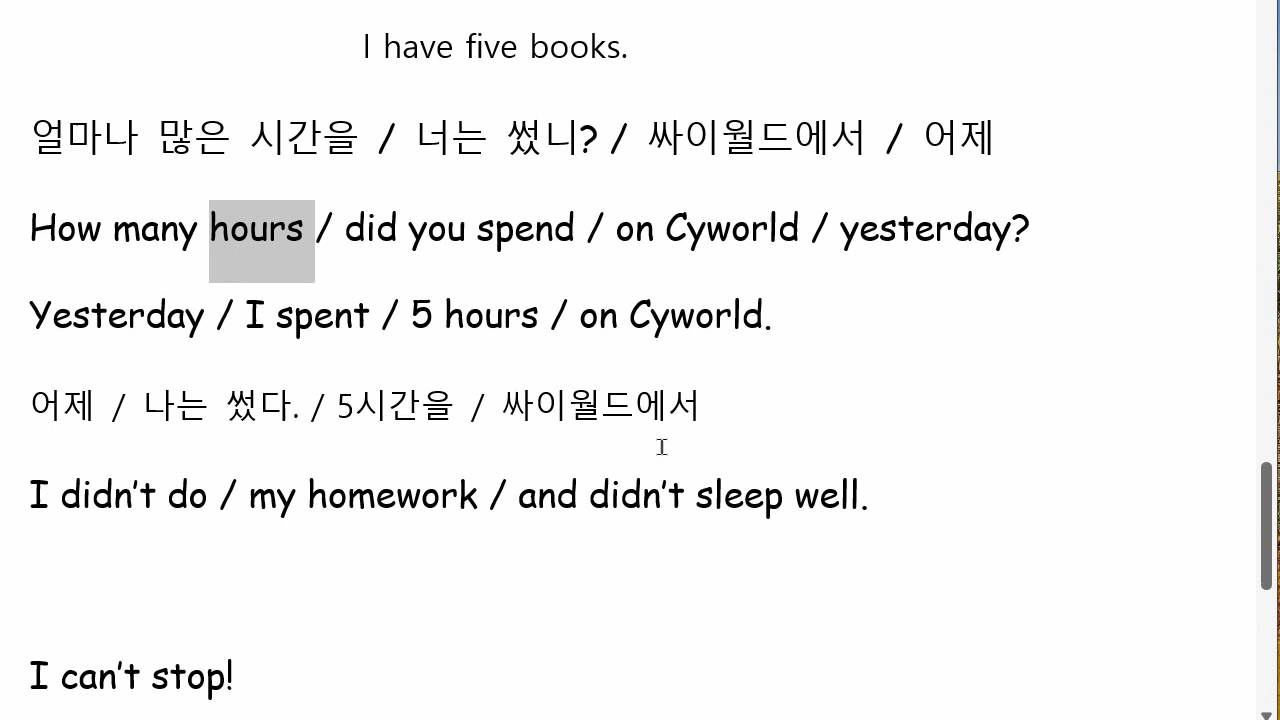 I have five books.
얼마나 많은 시간을 / 너는 썼니? / 싸이월드에서 / 어제
How many hours / did you spend / on Cyworld / yesterday?
Yesterday / I spent / 5 hours / on Cyworld.
어제 / 나는 썼다. / 5시간을 / 싸이월드에서
I didn't do / my homework / and didn't sleep well.
I can't stop!